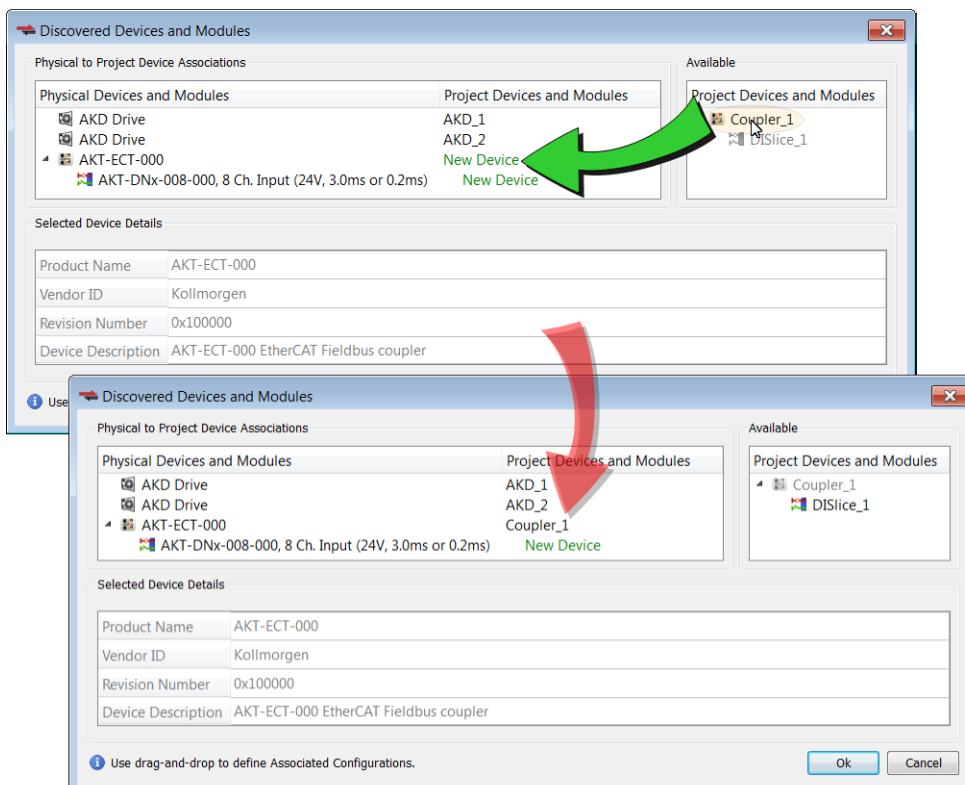 Discovered Devices and Modules
Physical to Project Device Associations
Available
Physical Devices and Modules Project Devices and Modules
Project Devices and Modules
AKD Drive AKD_1
Coupler_1
AKD Drive AKD_2
DISlice_1
AKT-ECT-000 New Device
AKT-DNx-008-000, 8 Ch. Input (24V, 3.0ms or 0.2ms) New Device
Selected Device Details
Product Name AKT-ECT-000
Vendor ID Kollmorgen
Revision Number 0x100000
Device Description AKT-ECT-000 EtherCAT Fieldbus coupler
Use
Discovered Devices and Modules
Physical to Project Device Associations
Available
Physical Devices and Modules Project Devices and Modules
Project Devices and Modules
AKD Drive AKD_1
Coupler_1
AKD Drive AKD_2
DISlice_1
AKT-ECT-000 Coupler_1
AKT-DNx-008-000, 8 Ch. Input (24V, 3.0ms or 0.2ms) New Device
Selected Device Details
Product Name AKT-ECT-000
Vendor ID Kollmorgen
Revision Number 0x100000
Device Description AKT-ECT-000 EtherCAT Fieldbus coupler
Use drag-and-drop to define Associated Configurations.
Ok Cancel